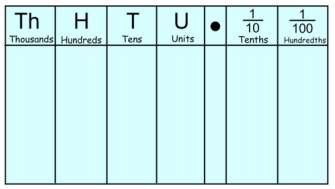 Th H T U • 1/10 1/100
Thousands Hundreds Tens Units Tenths Hundredths